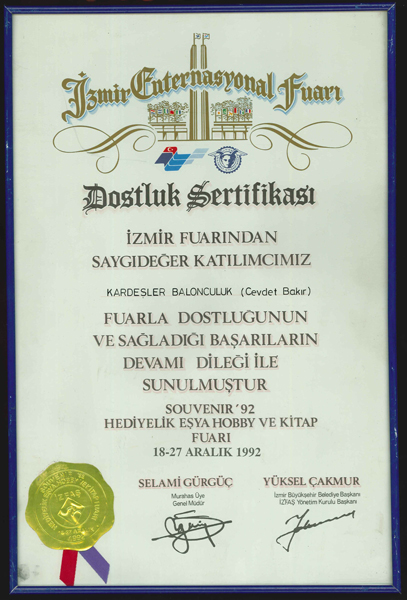 İzmir Enternasyonal Fuarı
Dostluk Sertifikası
İZMİR FUARINDAN
SAYGIDEĞER KATILIMCIMIZ
KARDEŞLER BALONCULUK (Cevdet Bakır)
FUARLA DOSTLUĞUNUN
VE SAĞLADIĞI BAŞARILARIN
DEVAMI DİLEĞİ İLE
SUNULMUŞTUR
SOUVENIR '92
HEDİYELİK EŞYA HOBBY VE KİTAP
FUARI
18-27 ARALIK 1992
SELAMİ GÜRGÜÇ
Murahas Üye
Genel Müdür
YÜKSEL ÇAKMUR
İzmir Büyükşehir Belediye Başkanı
İZFAŞ Yönetim Kurulu Başkanı
İZFAŞ